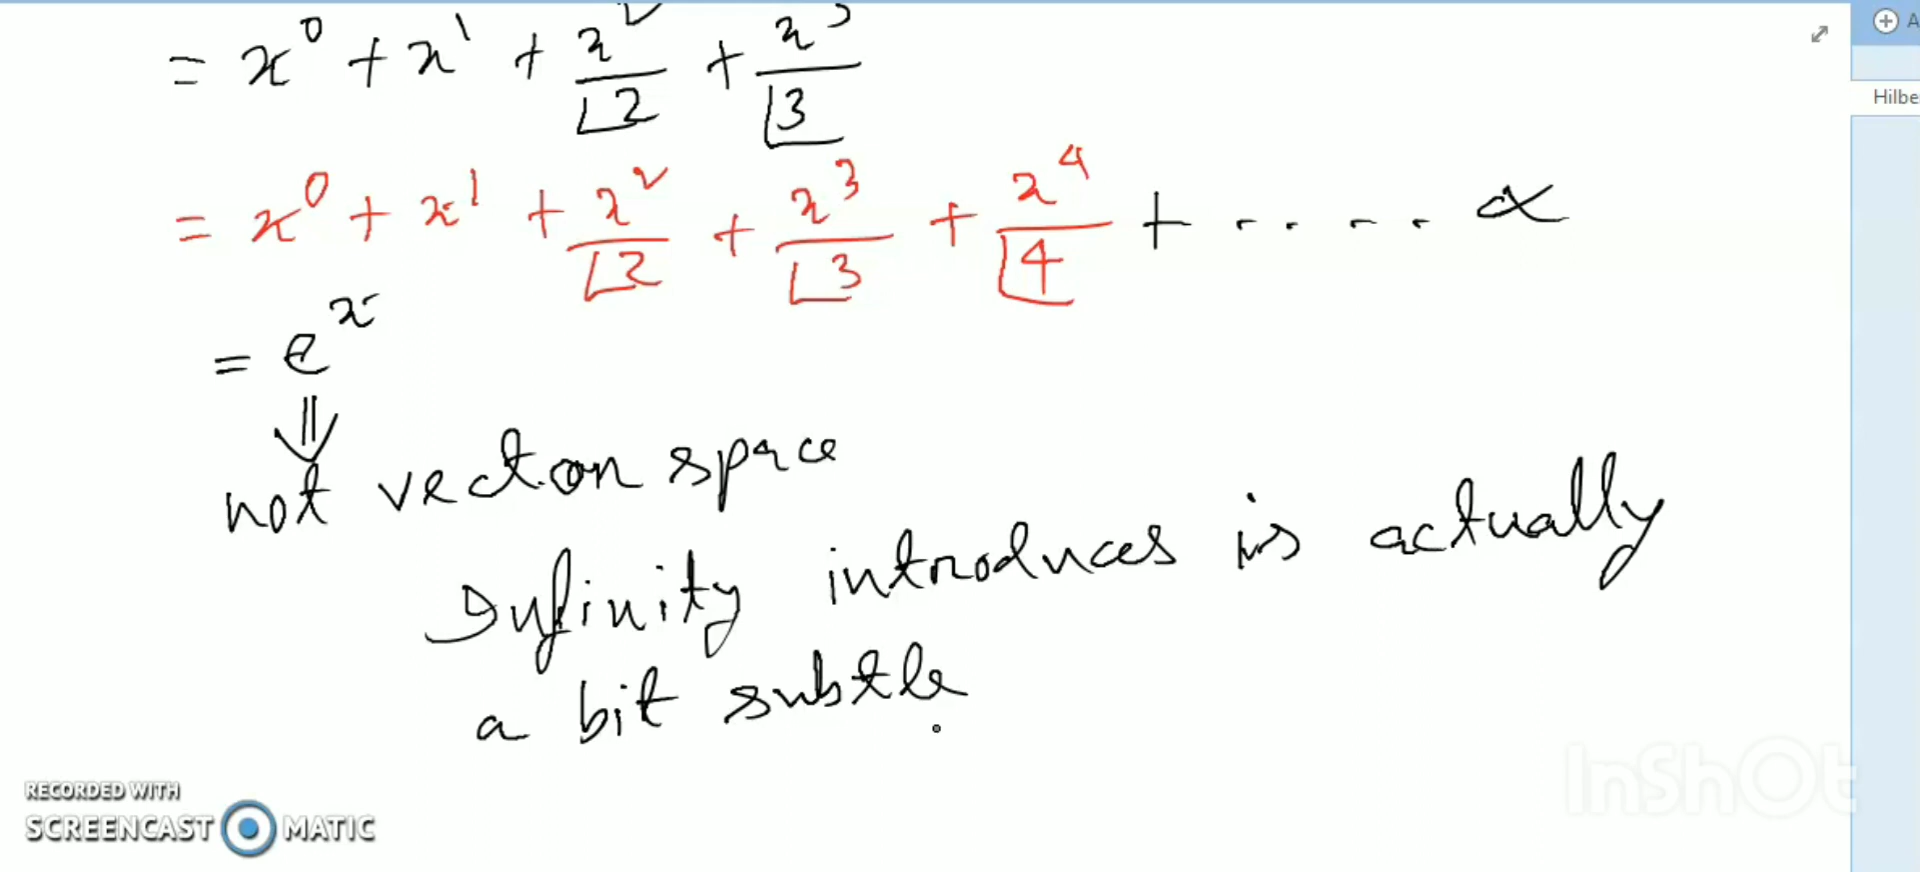 = x⁰ + x¹ + x²/⌊2 + x³/⌊3
= x⁰ + x¹ + x²/⌊2 + x³/⌊3 + x⁴/⌊4 + ..... ∝
= eˣ
⇓
not vector space
Infinity introduces is actually
a bit subtle
RECORDED WITH
SCREENCAST MATIC
InShOt
A
Hilbe